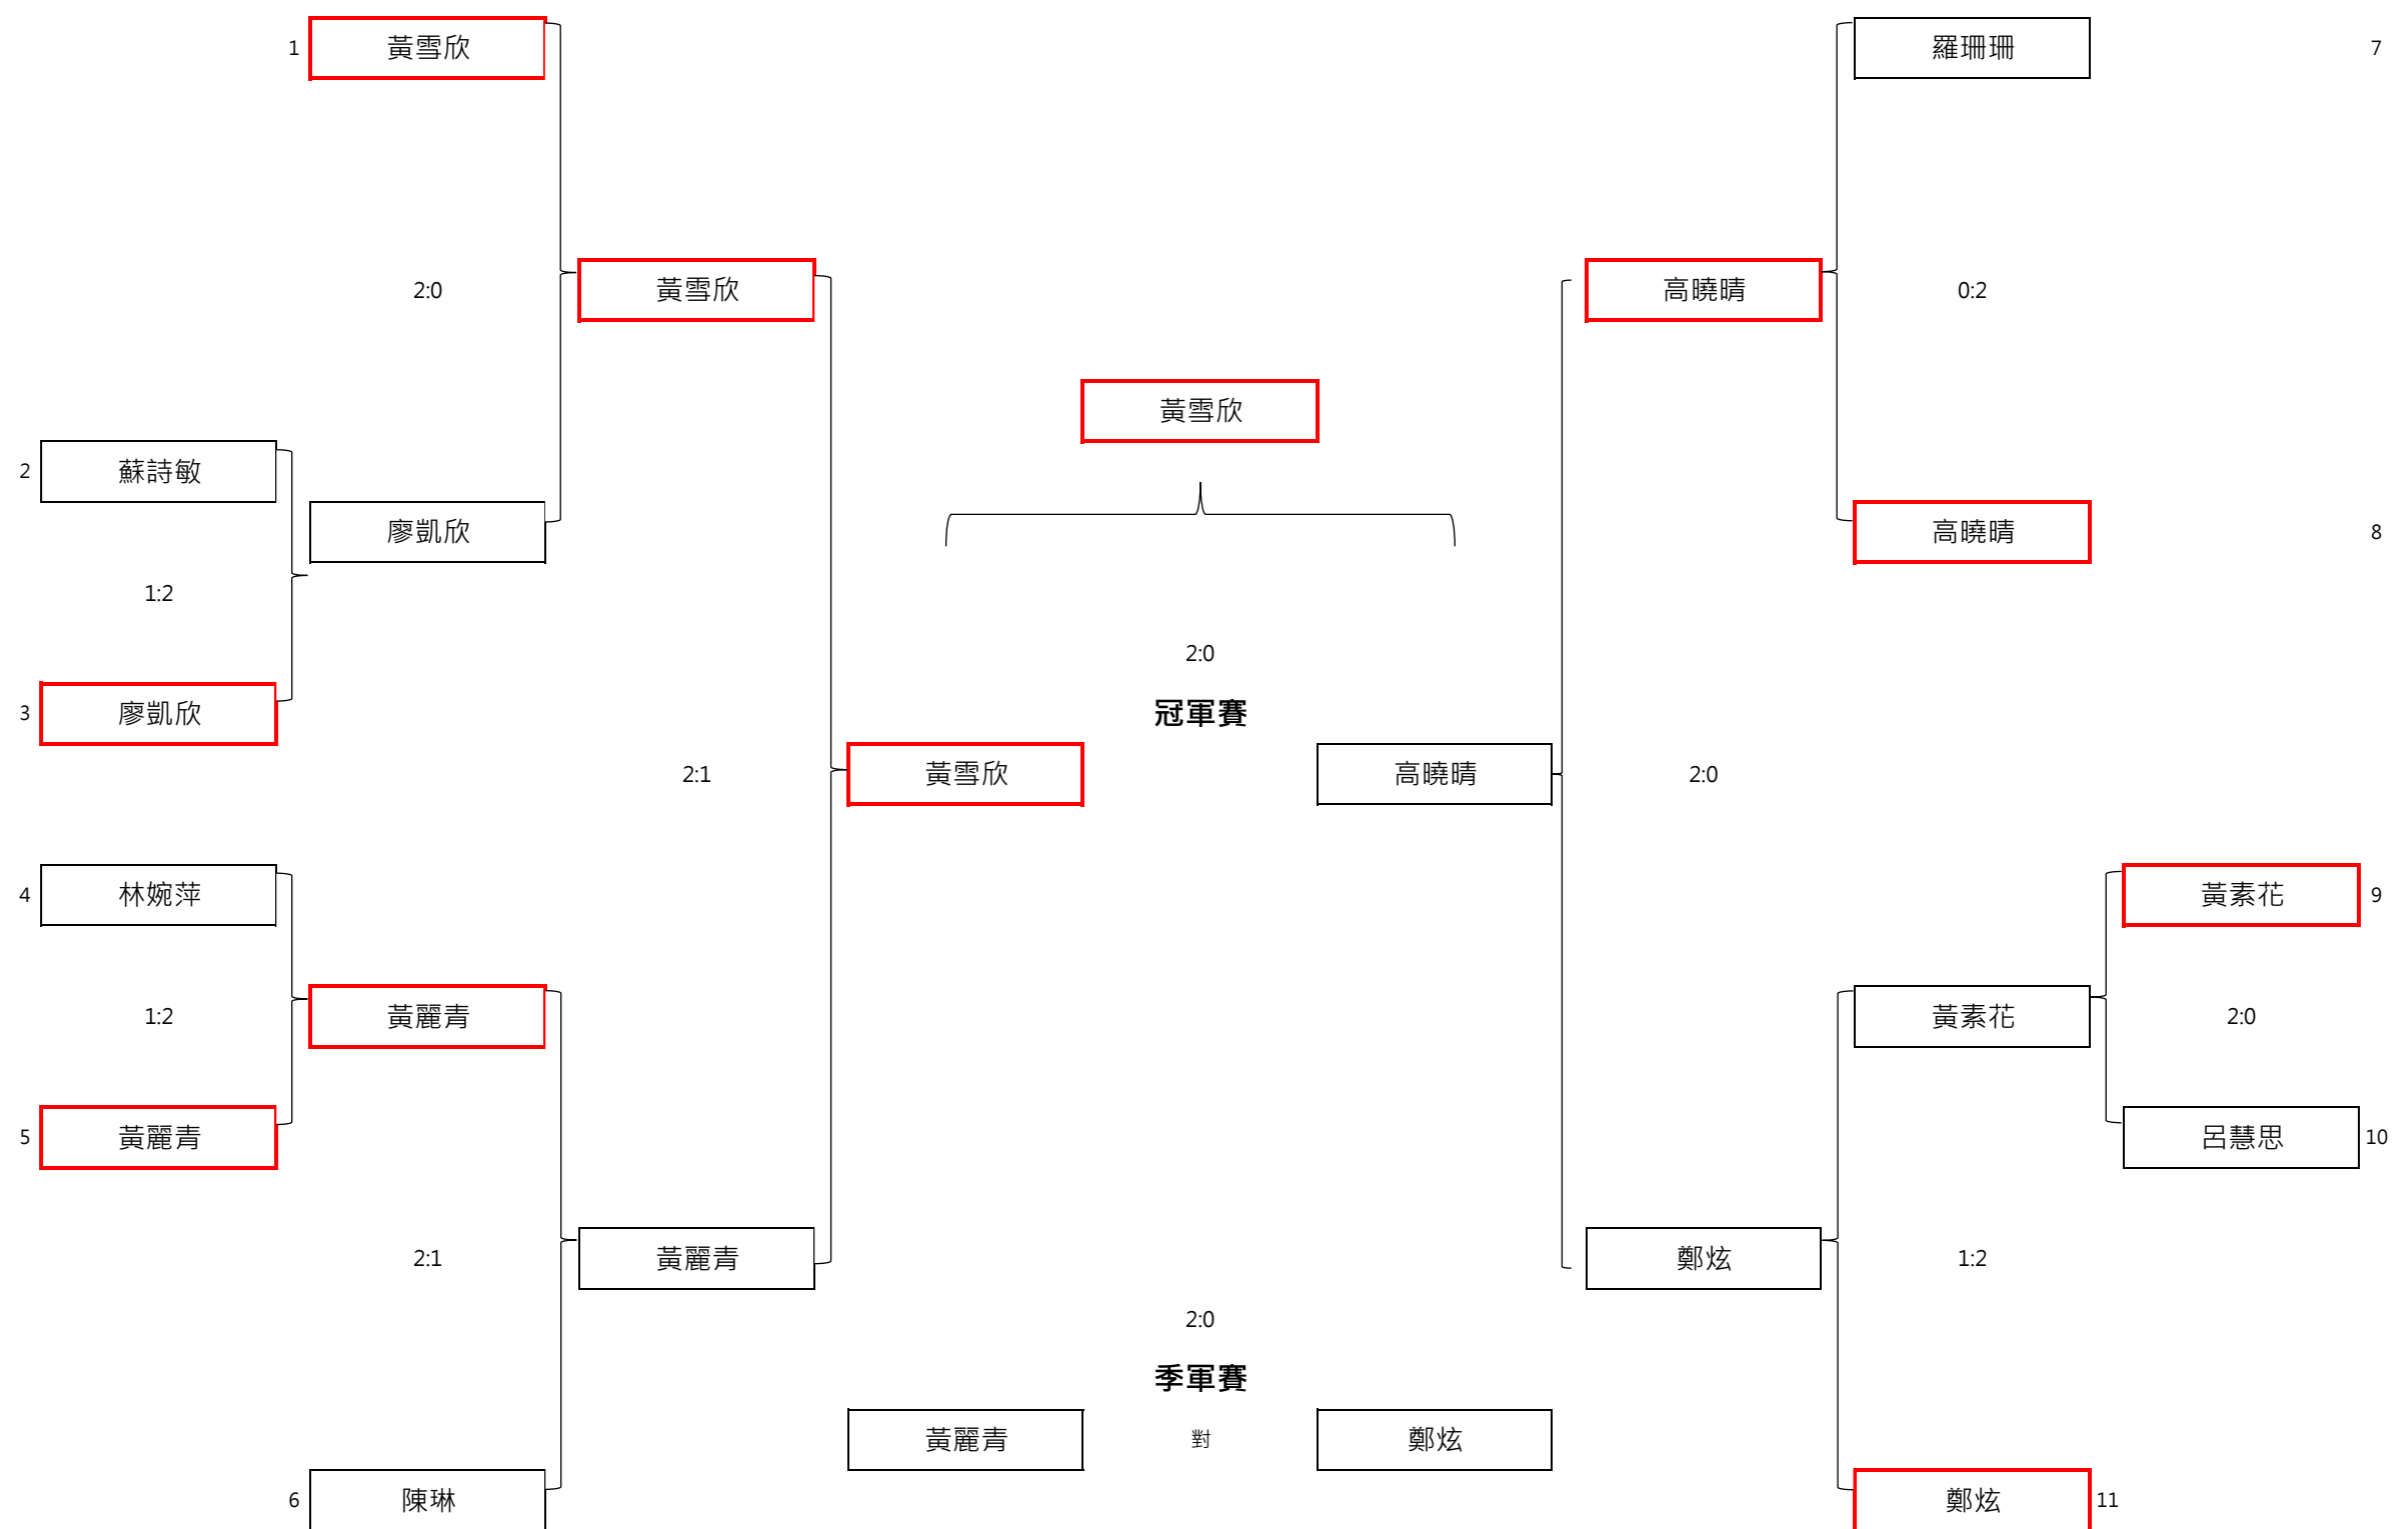 1 黃雪欣 羅珊珊 7
2:0 黃雪欣 高曉晴 0:2
黃雪欣
2 蘇詩敏
廖凱欣 高曉晴 8
1:2
2:0
3 廖凱欣 冠軍賽
2:1 黃雪欣 高曉晴 2:0
4 林婉萍 黃素花 9
1:2 黃麗青 黃素花 2:0
5 黃麗青 呂慧思 10
2:1 黃麗青 鄭炫 1:2
2:0
季軍賽
黃麗青 對 鄭炫
6 陳琳 鄭炫 11